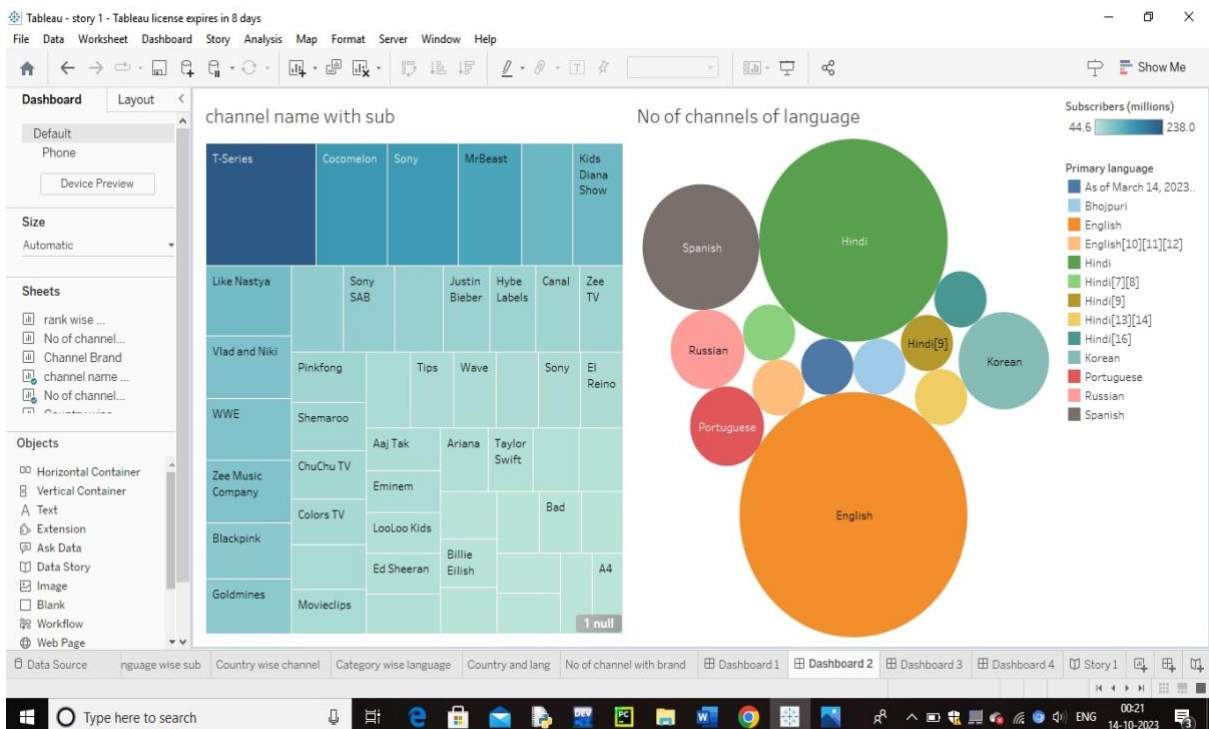 Tableau - story 1 - Tableau license expires in 8 days
File Data Worksheet Dashboard Story Analysis Map Format Server Window Help
Show Me
Dashboard Layout
Default
Phone
Device Preview
Size
Automatic
Sheets
rank wise ...
No of channel...
Channel Brand
channel name ...
No of channel...
Objects
Horizontal Container
Vertical Container
Text
Extension
Ask Data
Data Story
Image
Blank
Workflow
Web Page
channel name with sub
T-Series
Cocomelon
Sony
MrBeast
Kids
Diana
Show
Like Nastya
Sony
SAB
Justin
Bieber
Hybe
Labels
Canal
Zee
TV
Vlad and Niki
Pinkfong
Tips
Wave
Sony
El
Reino
WWE
Shemaroo
Aaj Tak
Ariana
Taylor
Swift
Zee Music
Company
ChuChu TV
Eminem
Colors TV
Bad
Blackpink
LooLoo Kids
Billie
Eilish
Ed Sheeran
A4
Goldmines
Movieclips
1 null
No of channels of language
Spanish
Hindi
Russian
Hindi[9]
Korean
Portuguese
English
Subscribers (millions)
44.6 238.0
Primary language
As of March 14, 2023..
Bhojpuri
English
English[10][11][12]
Hindi
Hindi[7][8]
Hindi[9]
Hindi[13][14]
Hindi[16]
Korean
Portuguese
Russian
Spanish
Data Source nguage wise sub Country wise channel Category wise language Country and lang No of channel with brand Dashboard 1 Dashboard 2 Dashboard 3 Dashboard 4 Story 1
Type here to search
DEV
PC
ENG
00:21
14-10-2023
3